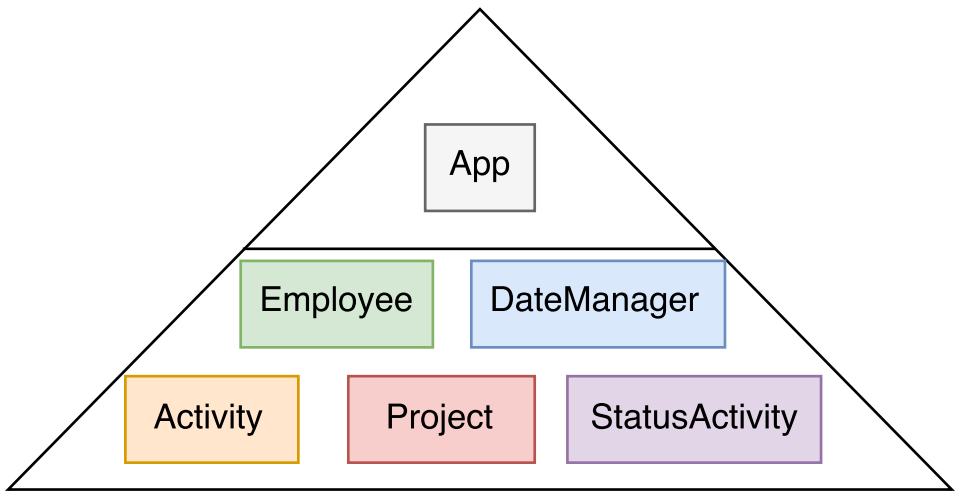 App
Employee
DateManager
Activity
Project
StatusActivity